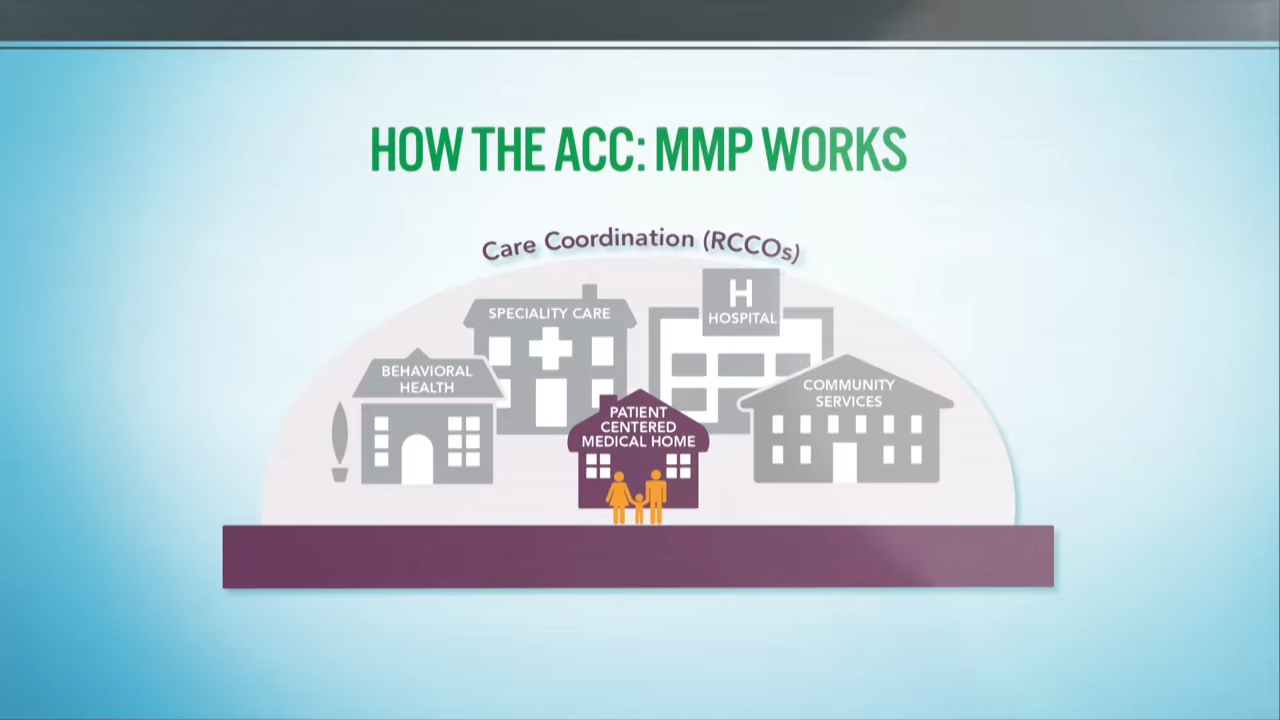 HOW THE ACC: MMP WORKS
Care Coordination (RCCOs)
SPECIALITY CARE
H
HOSPITAL
BEHAVIORAL
HEALTH
COMMUNITY
SERVICES
PATIENT
CENTERED
MEDICAL HOME